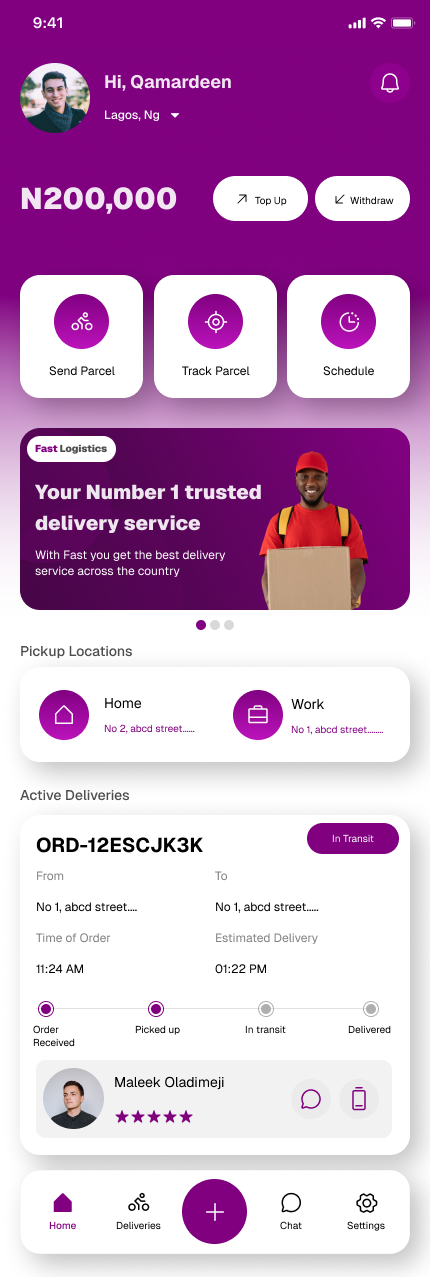 9:41
Hi, Qamardeen
Lagos, Ng
N200,000
Top Up
Withdraw
Send Parcel
Track Parcel
Schedule
Fast Logistics
Your Number 1 trusted
delivery service
With Fast you get the best delivery
service across the country
Pickup Locations
Home
No 2, abcd street......
Work
No 1, abcd street........
Active Deliveries
ORD-12ESCJK3K
In Transit
From
To
No 1, abcd street....
No 1, abcd street.....
Time of Order
Estimated Delivery
11:24 AM
01:22 PM
Order
Received
Picked up
In transit
Delivered
Maleek Oladimeji
Home
Deliveries
Chat
Settings